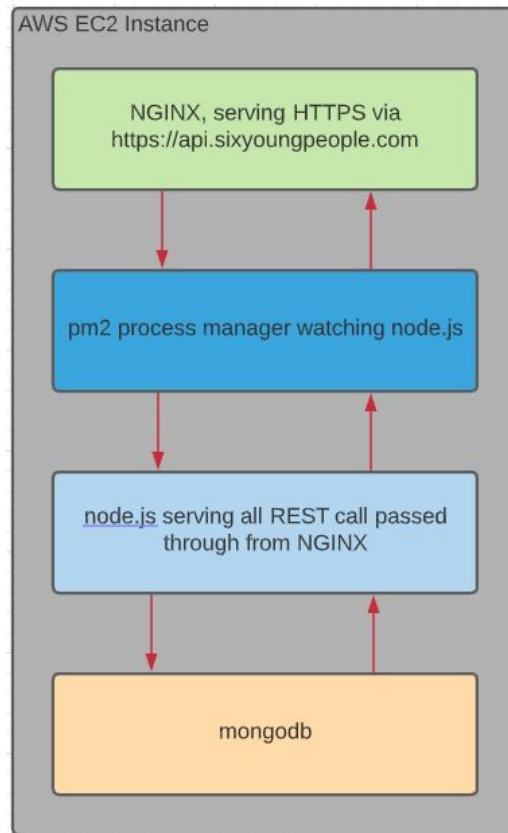 AWS EC2 Instance
NGINX, serving HTTPS via
https://api.sixyoungpeople.com
pm2 process manager watching node.js
node.js serving all REST call passed
through from NGINX
mongodb